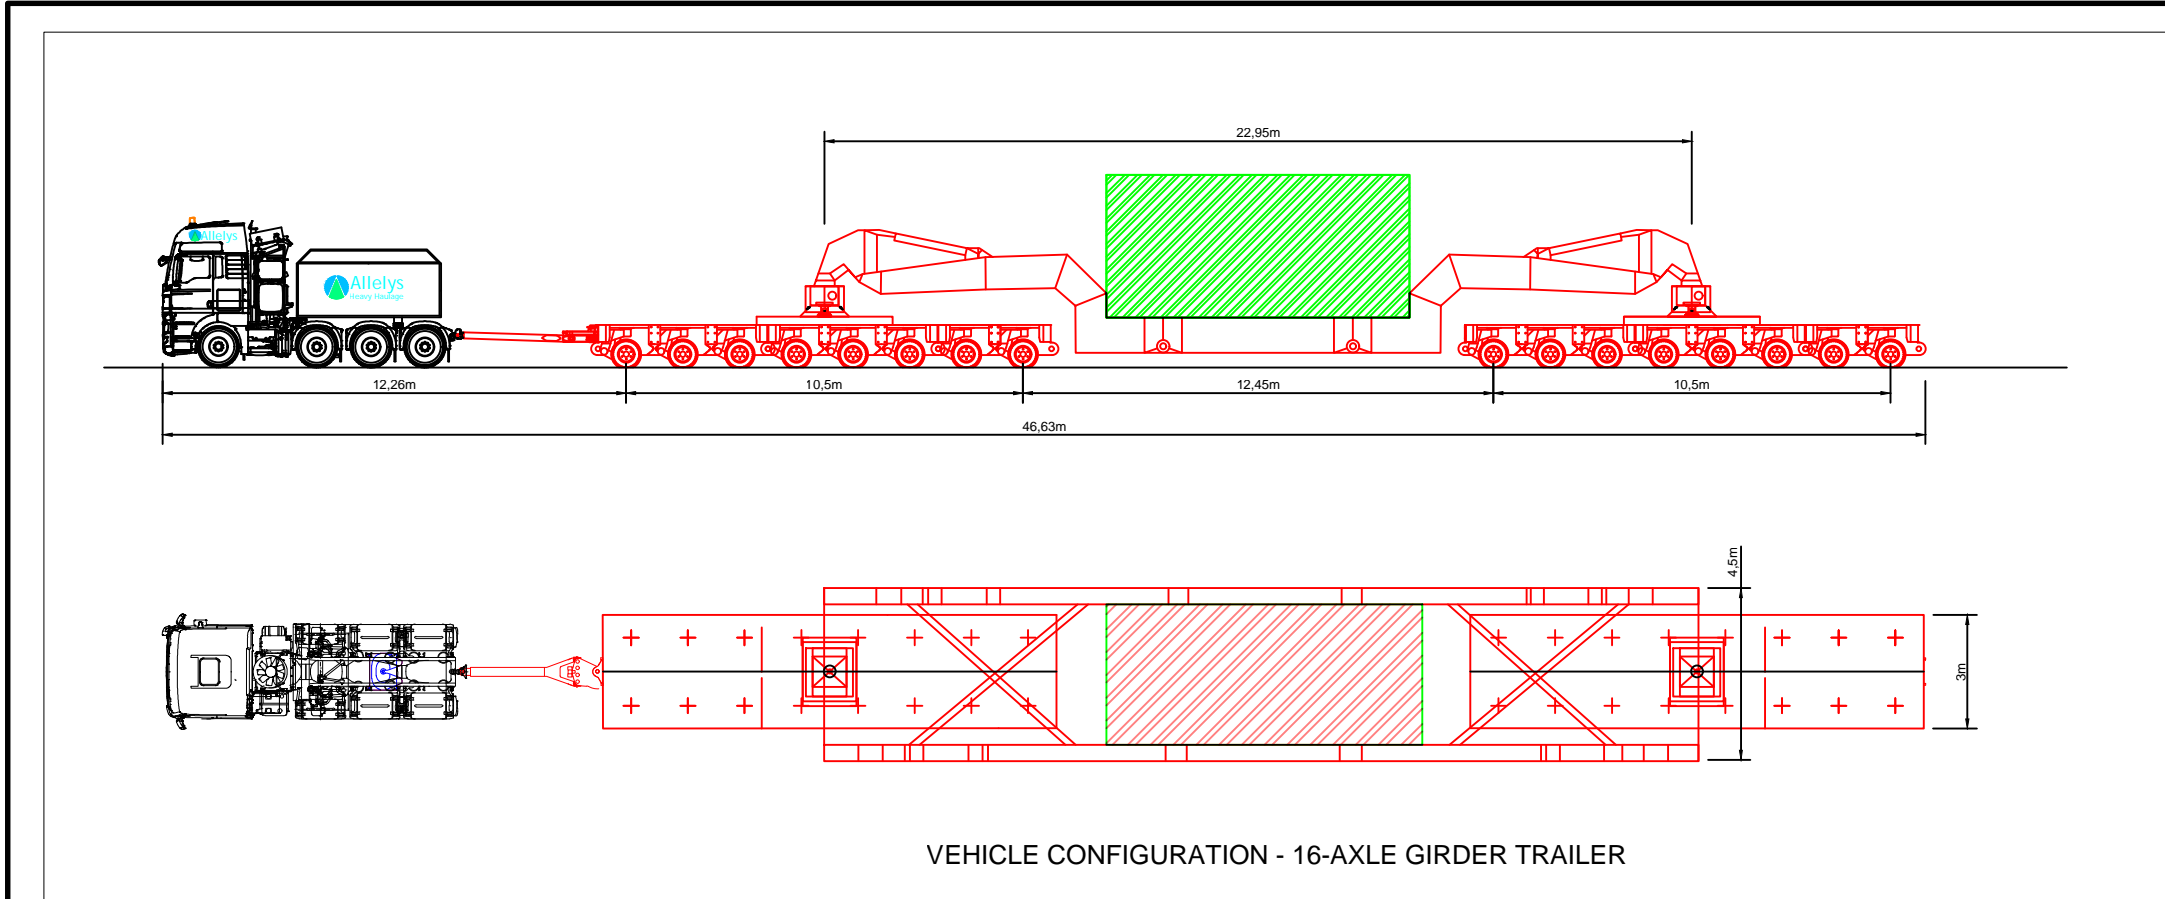 22,95m
Allelys
Allelys
Heavy Haulage
12,26m
10,5m
12,45m
10,5m
46,63m
4,5m
3m
VEHICLE CONFIGURATION - 16-AXLE GIRDER TRAILER